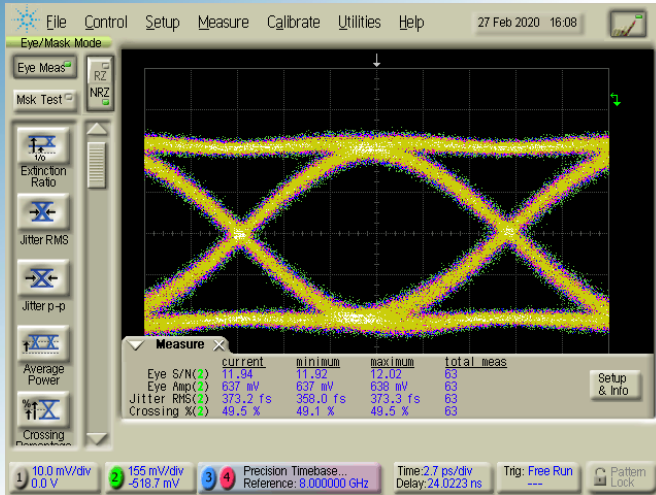 File Control Setup Measure Calibrate Utilities Help 27 Feb 2020 16:08
Eye/Mask Mode
Eye Meas
RZ
NRZ
Msk Test
1/0
Extinction
Ratio
Jitter RMS
Jitter p-p
Average
Power
%
Crossing
Percentage
Measure
current minimum maximum total meas
Eye S/N(2) 11.94 11.92 12.02 63
Eye Amp(2) 637 mV 637 mV 638 mV 63
Jitter RMS(2) 373.2 fs 358.0 fs 373.3 fs 63
Crossing %(2) 49.5 % 49.1 % 49.5 % 63
Setup
& Info
1 10.0 mV/div
0.0 V
2 155 mV/div
-518.7 mV
3 4 Precision Timebase...
Reference: 8.000000 GHz
Time:2.7 ps/div
Delay:24.0223 ns
Trig: Free Run
---
Pattern
Lock